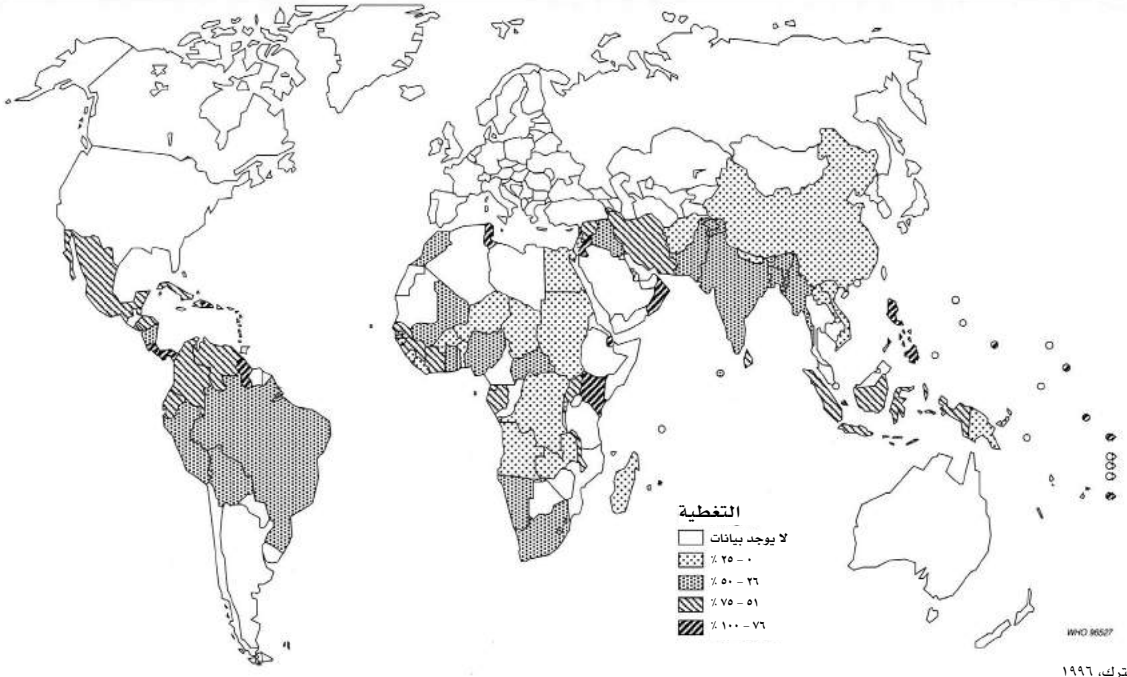 التغطية
لا يوجد بيانات
٠ – ٢٥ ٪
٢٦ – ٥٠ ٪
٥١ – ٧٥ ٪
٧٦ – ١٠٠ ٪
WHO 96527
ترك، ١٩٩٦